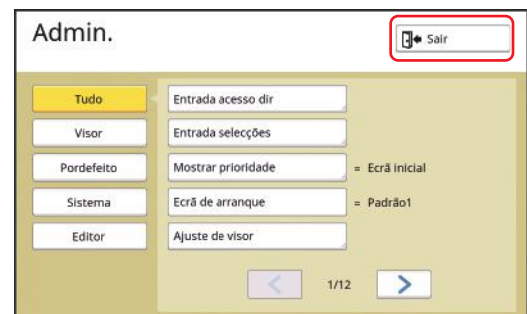 Admin.
Sair
Tudo
Entrada acesso dir
Visor
Entrada selecções
Pordefeito
Mostrar prioridade = Ecrã inicial
Sistema
Ecrã de arranque = Padrão1
Editor
Ajuste de visor
1/12